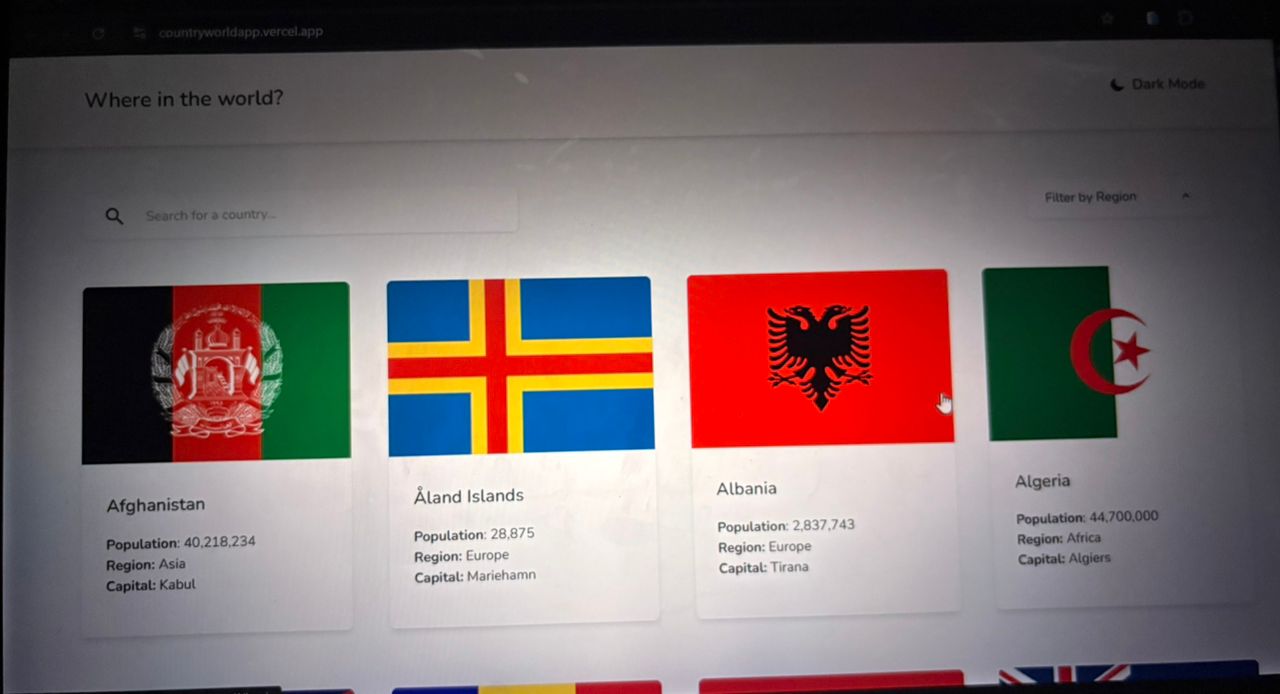 countryworldapp.vercel.app
Where in the world?
Dark Mode
Search for a country...
Filter by Region
Afghanistan
Population: 40,218,234
Region: Asia
Capital: Kabul
Åland Islands
Population: 28,875
Region: Europe
Capital: Mariehamn
Albania
Population: 2,837,743
Region: Europe
Capital: Tirana
Algeria
Population: 44,700,000
Region: Africa
Capital: Algiers